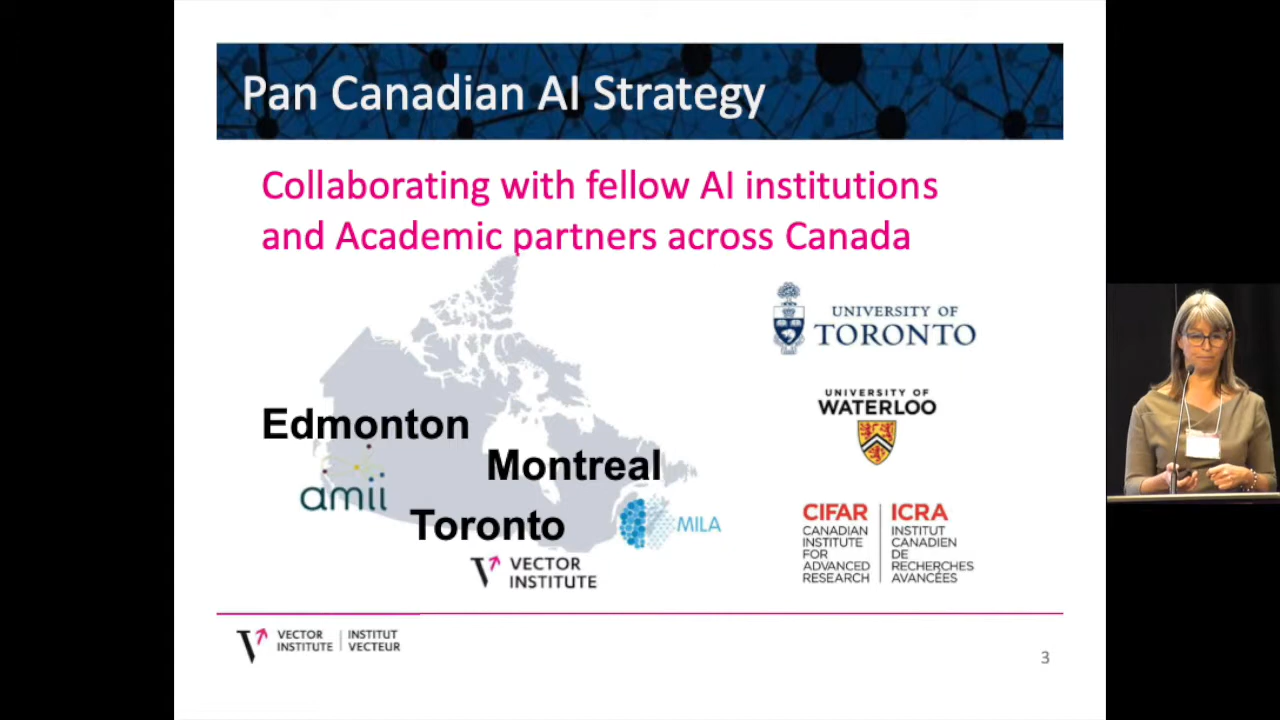 Pan Canadian AI Strategy
Collaborating with fellow AI institutions
and Academic partners across Canada
Edmonton
amii
Montreal
Toronto
MILA
VECTOR
INSTITUTE
UNIVERSITY OF
TORONTO
UNIVERSITY OF
WATERLOO
CIFAR
CANADIAN
INSTITUTE
FOR
ADVANCED
RESEARCH
ICRA
INSTITUT
CANADIEN
DE
RECHERCHES
AVANCÉES
VECTOR
INSTITUTE
INSTITUT
VECTEUR
3